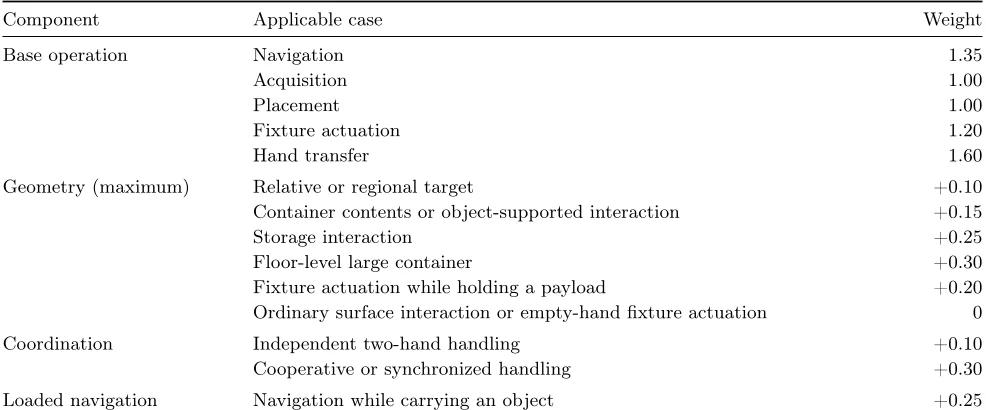 Component Applicable case Weight
Base operation Navigation 1.35
Acquisition 1.00
Placement 1.00
Fixture actuation 1.20
Hand transfer 1.60
Geometry (maximum) Relative or regional target +0.10
Container contents or object-supported interaction +0.15
Storage interaction +0.25
Floor-level large container +0.30
Fixture actuation while holding a payload +0.20
Ordinary surface interaction or empty-hand fixture actuation 0
Coordination Independent two-hand handling +0.10
Cooperative or synchronized handling +0.30
Loaded navigation Navigation while carrying an object +0.25